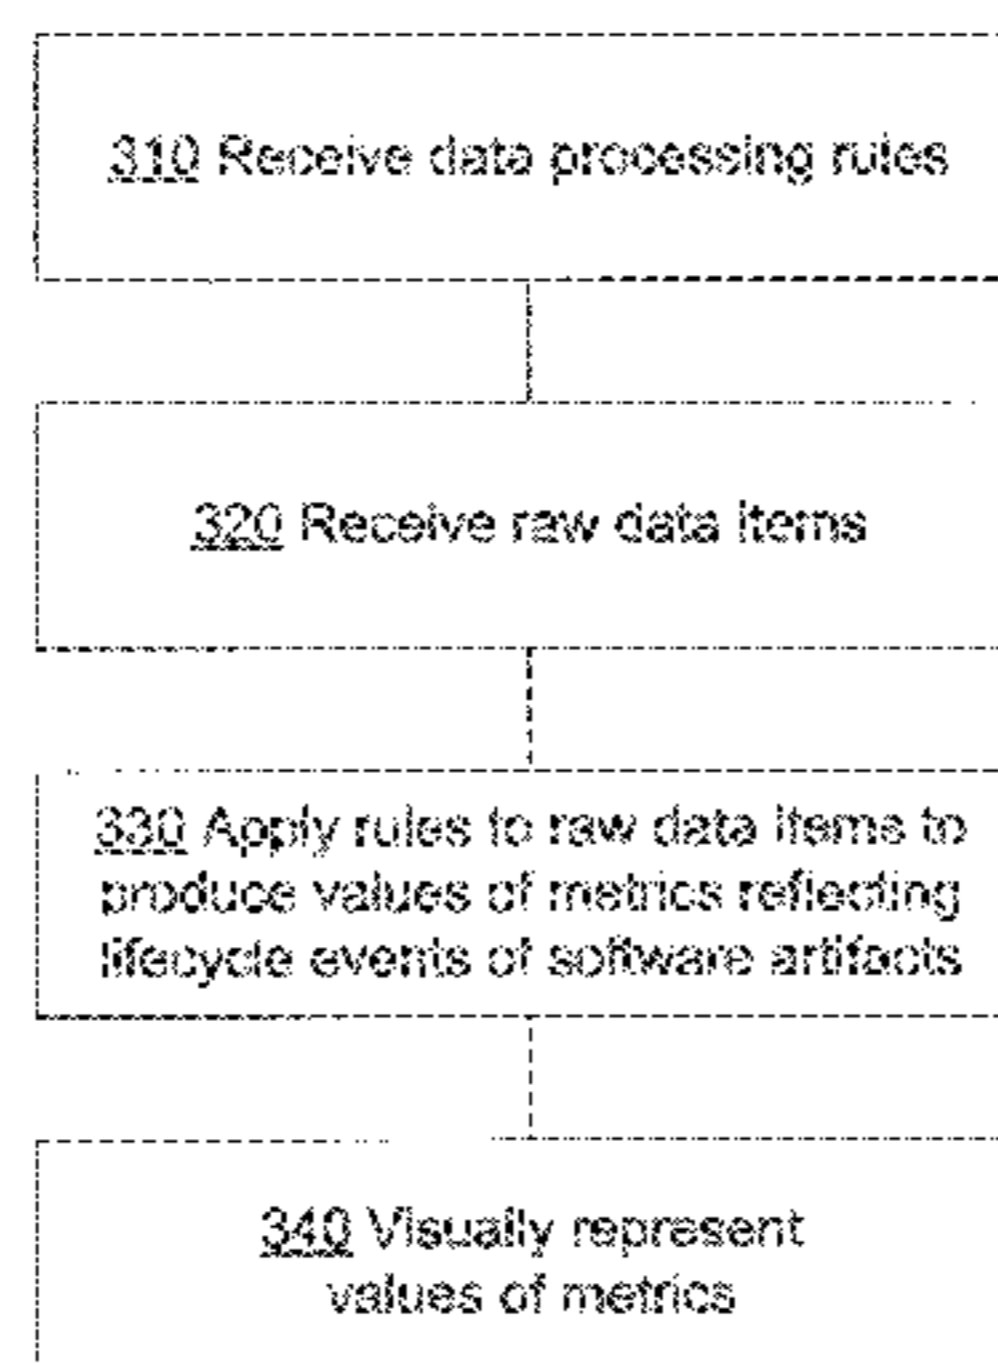 310 Receive data processing rules
320 Receive raw data items
330 Apply rules to raw data items to
produce values of metrics reflecting
lifecycle events of software artifacts
340 Visually represent
values of metrics